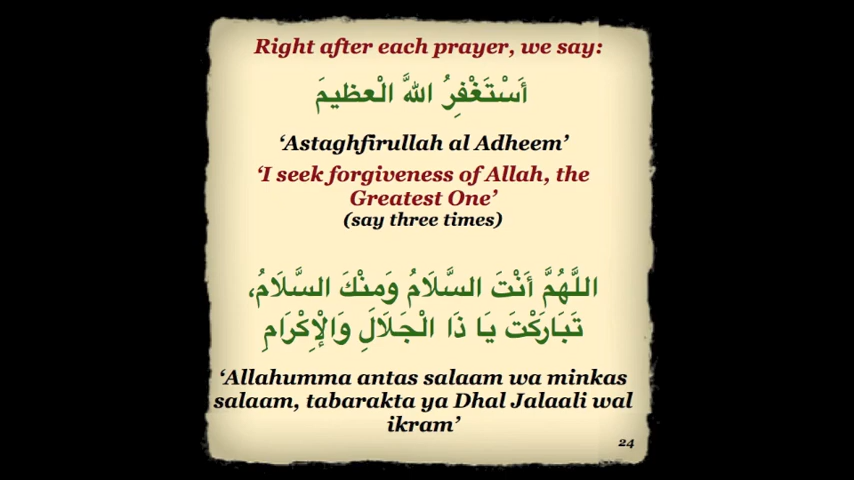 Right after each prayer, we say:
أَسْتَغْفِرُ اللهَّ الْعظيمَ
‘Astaghfirullah al Adheem’
‘I seek forgiveness of Allah, the
Greatest One’
(say three times)
اللَّهُمَّ أَنْتَ السَّلَامُ وَمِنْكَ السَّلَامُ،
تَبَارَكْتَ يَا ذَا الْجَلَالِ وَالْإِكْرَامِ
‘Allahumma antas salaam wa minkas
salaam, tabarakta ya Dhal Jalaali wal
ikram’
24